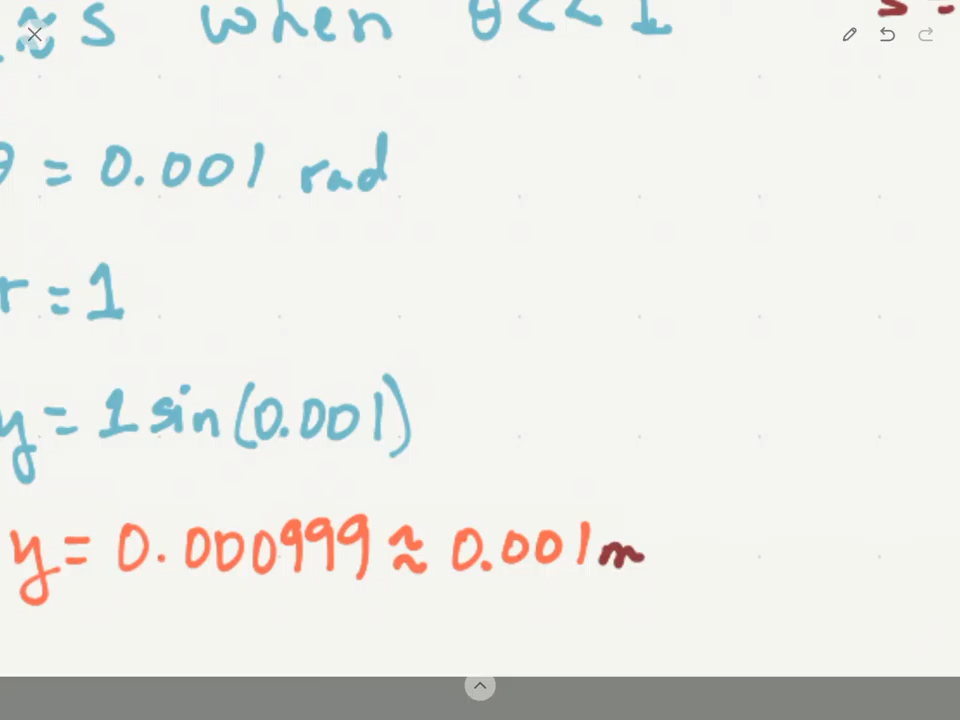 ≈ s when θ << 1
s =
θ = 0.001 rad
r = 1
y = 1 sin(0.001)
y = 0.000999 ≈ 0.001m